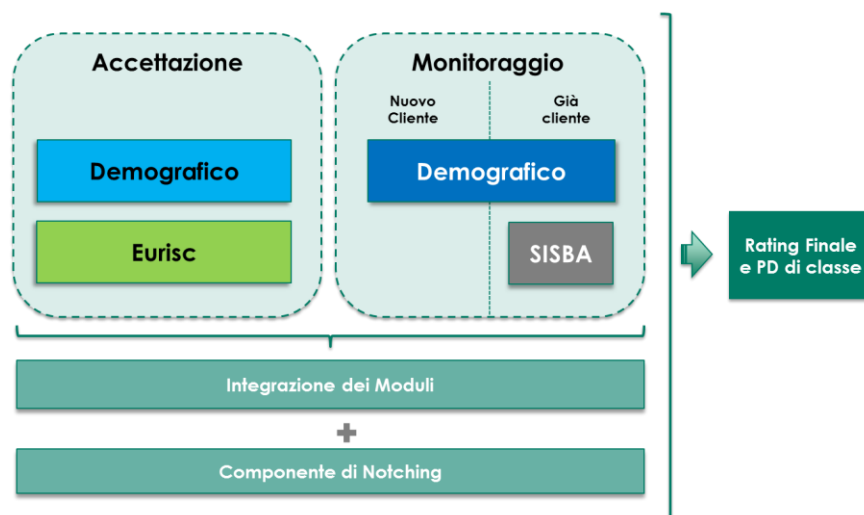 Accettazione
Demografico
Eurisc
Monitoraggio
Nuovo
Cliente
Già
cliente
Demografico
SISBA
Integrazione dei Moduli
+
Componente di Notching
Rating Finale
e PD di classe